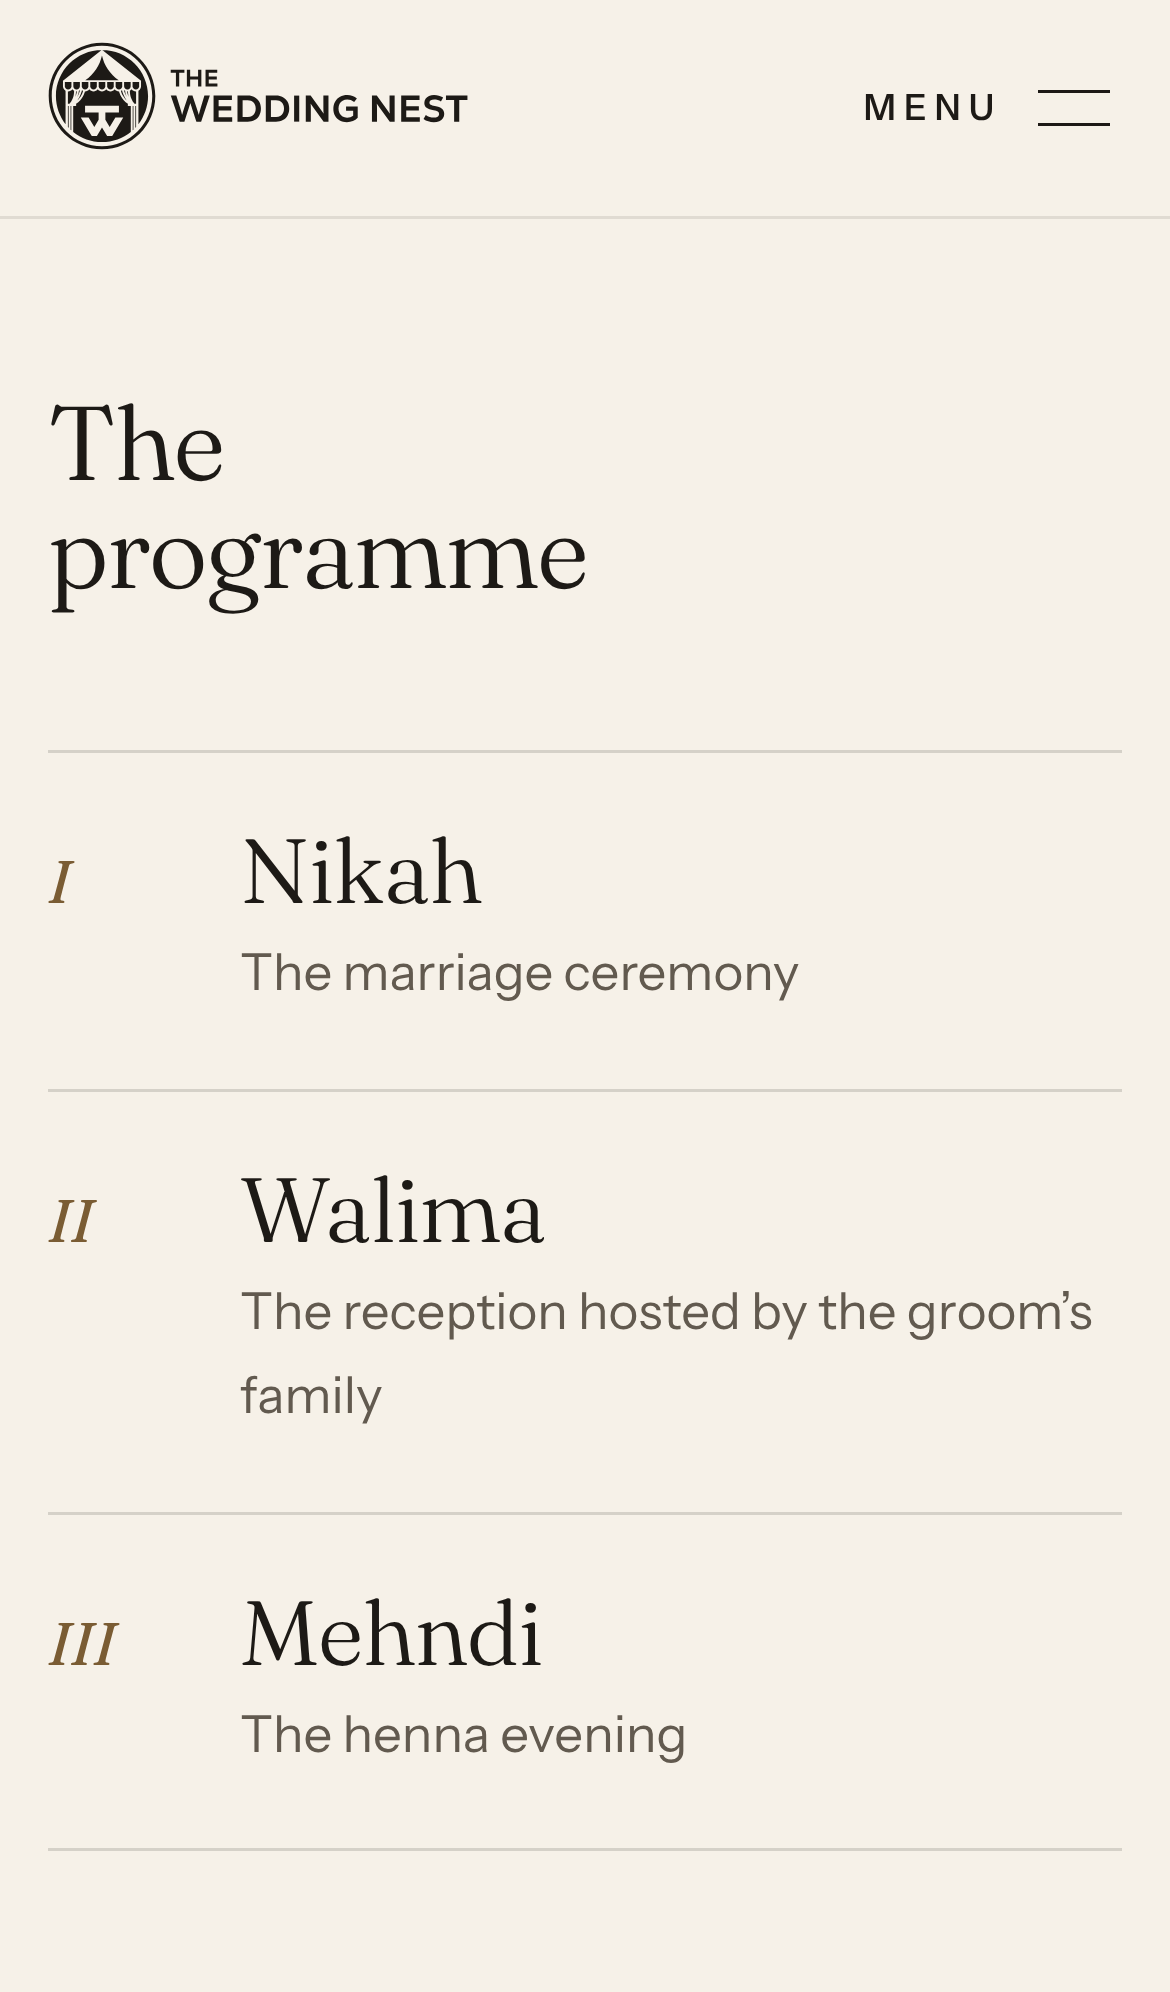 THE
WEDDING NEST
MENU
The
programme
I
Nikah
The marriage ceremony
II
Walima
The reception hosted by the groom’s
family
III
Mehndi
The henna evening